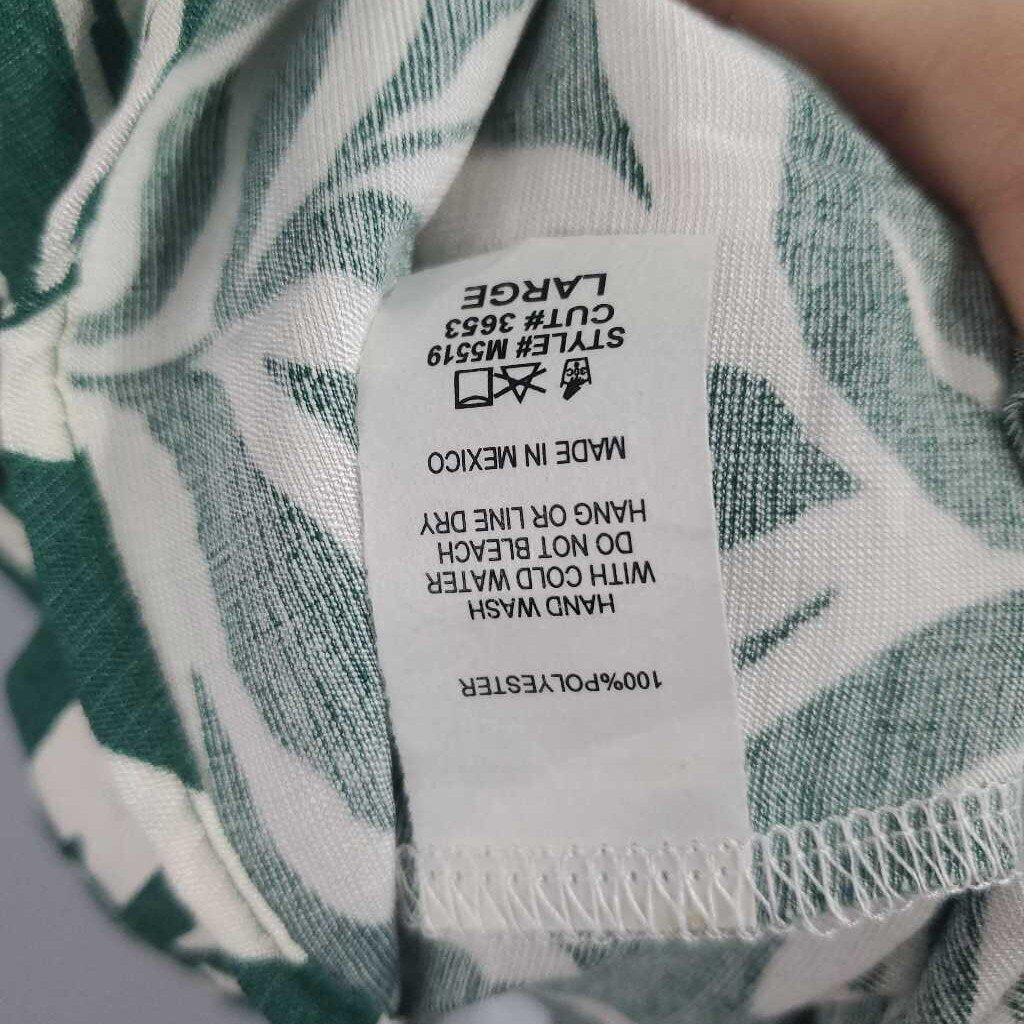 100%POLYESTER
HAND WASH
WITH COLD WATER
DO NOT BLEACH
HANG OR LINE DRY
MADE IN MEXICO
30C
STYLE# M5519
CUT# 3653
LARGE